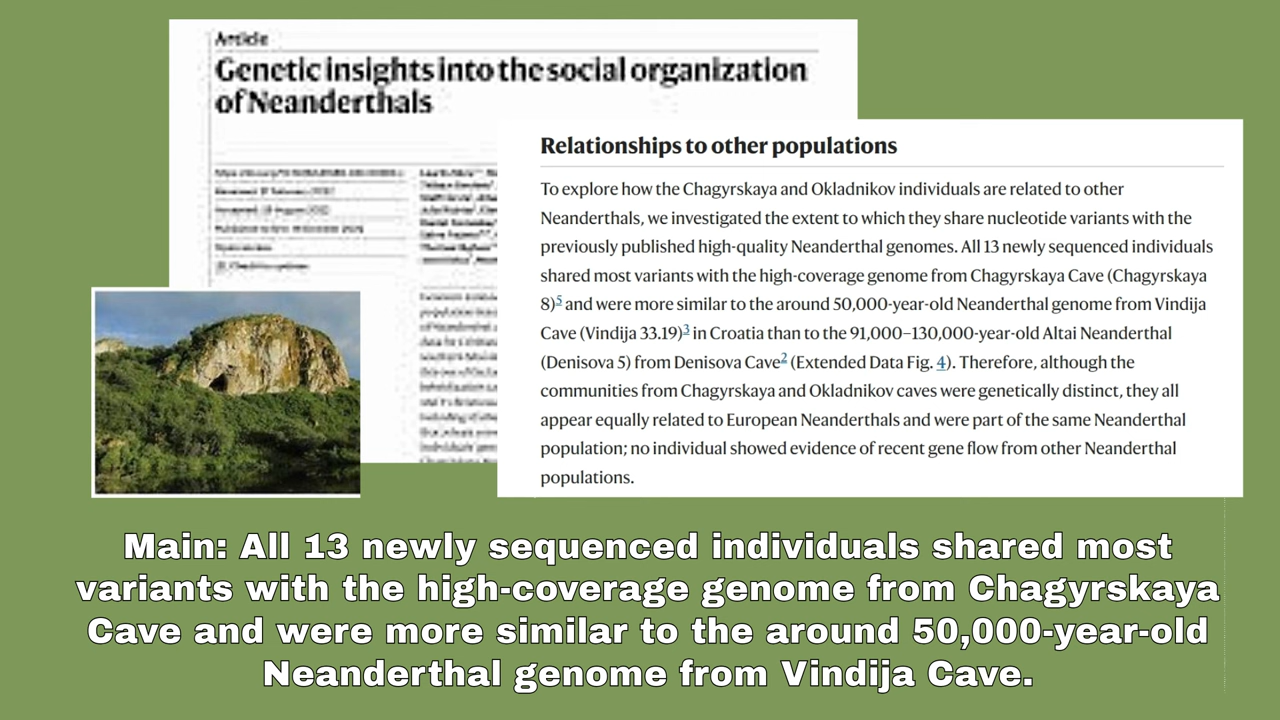 Article
Genetic insights into the social organization
of Neanderthals
Relationships to other populations
To explore how the Chagyrskaya and Okladnikov individuals are related to other
Neanderthals, we investigated the extent to which they share nucleotide variants with the
previously published high-quality Neanderthal genomes. All 13 newly sequenced individuals
shared most variants with the high-coverage genome from Chagyrskaya Cave (Chagyrskaya
8)5 and were more similar to the around 50,000-year-old Neanderthal genome from Vindija
Cave (Vindija 33.19)3 in Croatia than to the 91,000–130,000-year-old Altai Neanderthal
(Denisova 5) from Denisova Cave2 (Extended Data Fig. 4). Therefore, although the
communities from Chagyrskaya and Okladnikov caves were genetically distinct, they all
appear equally related to European Neanderthals and were part of the same Neanderthal
population; no individual showed evidence of recent gene flow from other Neanderthal
populations.
Main: All 13 newly sequenced individuals shared most
variants with the high-coverage genome from Chagyrskaya
Cave and were more similar to the around 50,000-year-old
Neanderthal genome from Vindija Cave.